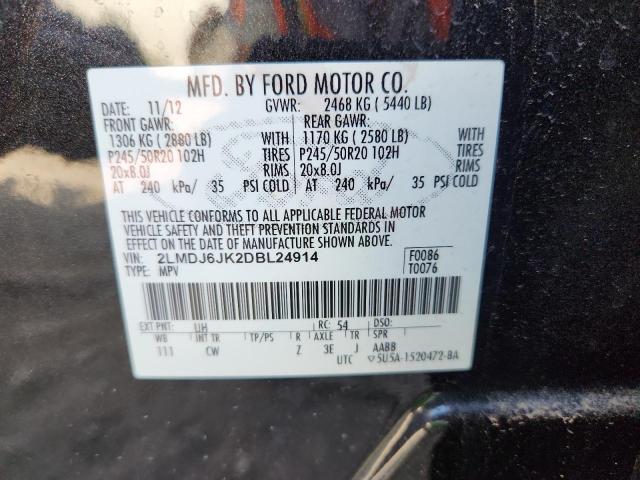 MFD. BY FORD MOTOR CO.
DATE: 11/12 GVWR: 2468 KG ( 5440 LB)
FRONT GAWR: REAR GAWR:
1306 KG ( 2880 LB) WITH 1170 KG ( 2580 LB) WITH
P245/50R20 102H TIRES P245/50R20 102H TIRES
20x8.0J RIMS 20x8.0J RIMS
AT 240 kPa/ 35 PSI COLD AT 240 kPa/ 35 PSI COLD
THIS VEHICLE CONFORMS TO ALL APPLICABLE FEDERAL MOTOR
VEHICLE SAFETY AND THEFT PREVENTION STANDARDS IN
EFFECT ON THE DATE OF MANUFACTURE SHOWN ABOVE.
VIN: 2LMDJ6JK2DBL24914 F0086
TYPE: MPV T0076
EXT PNT: UH RC: 54 DSO:
WB INT TR TP/PS R AXLE TR SPR
111 CW Z 3E J AABB
UTC ▽5U5A-1520472-BA